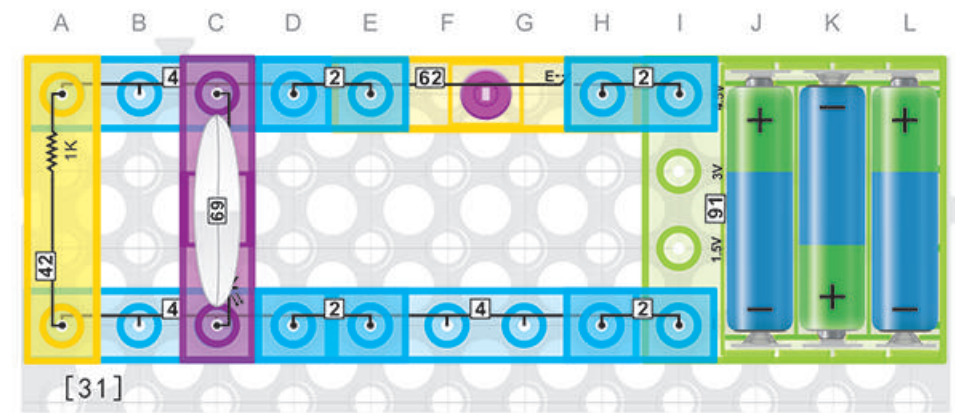 A B C D E F G H I J K L
4 2 62 E-- 2 4.5V
+ − +
1K
3V
69 91
1.5V
42
4 2 4 2
− + −
[31]